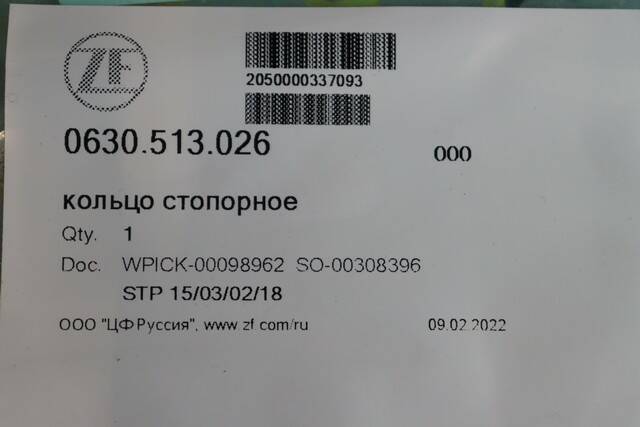 ZF
2050000337093
0630.513.026
000
кольцо стопорное
Qty. 1
Doc. WPICK-00098962 SO-00308396
STP 15/03/02/18
ООО "ЦФ Руссия", www zf com/ru 09.02.2022